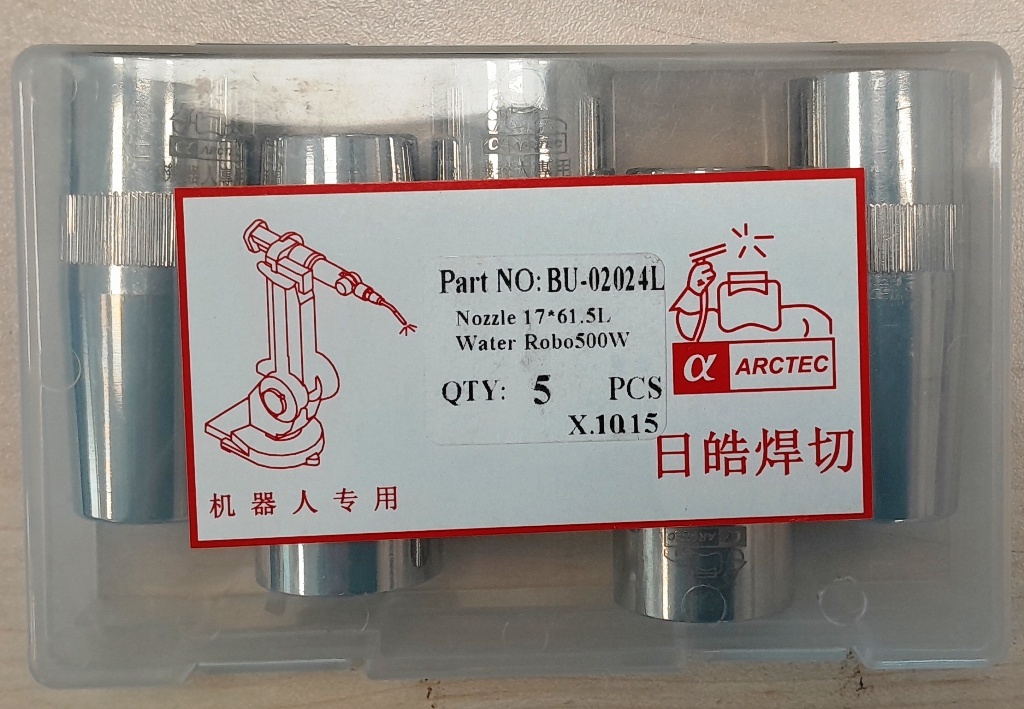 Part NO: BU-02024L
Nozzle 17*61.5L
Water Robo500W
QTY: 5 PCS
X.10.15
α ARCTEC
日皓焊切
机器人专用